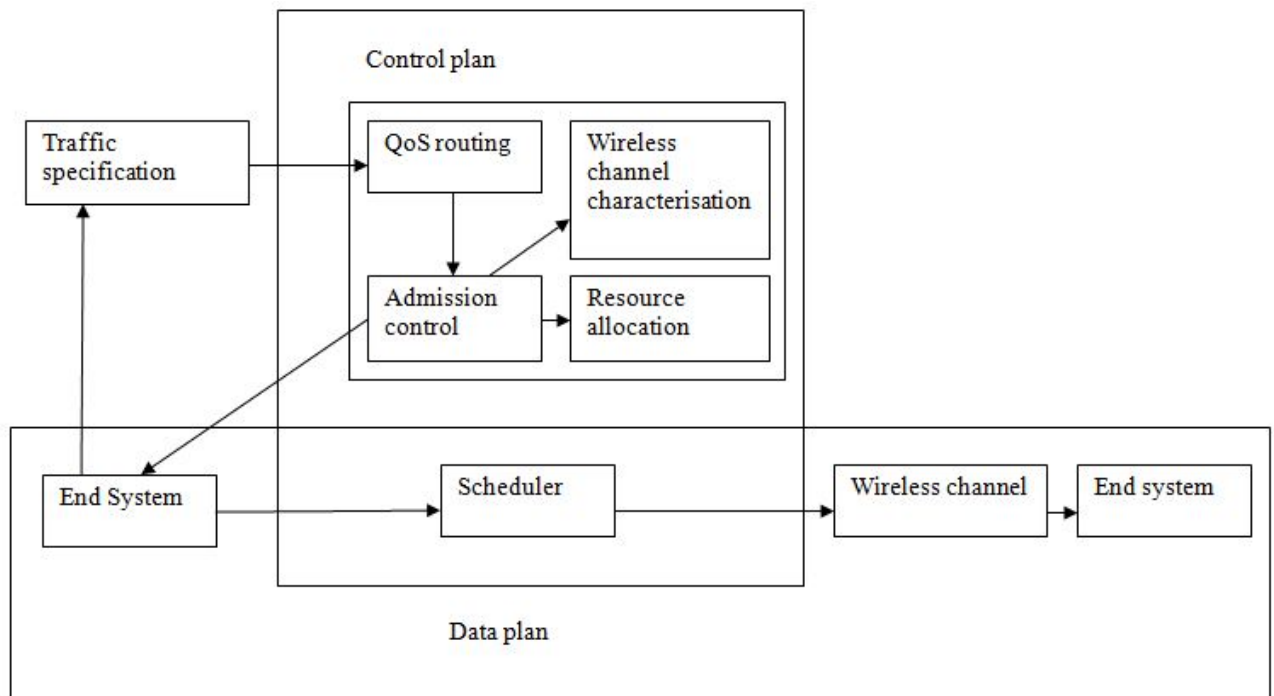 Control plan
Traffic
specification
QoS routing
Wireless
channel
characterisation
Admission
control
Resource
allocation
End System
Scheduler
Wireless channel
End system
Data plan